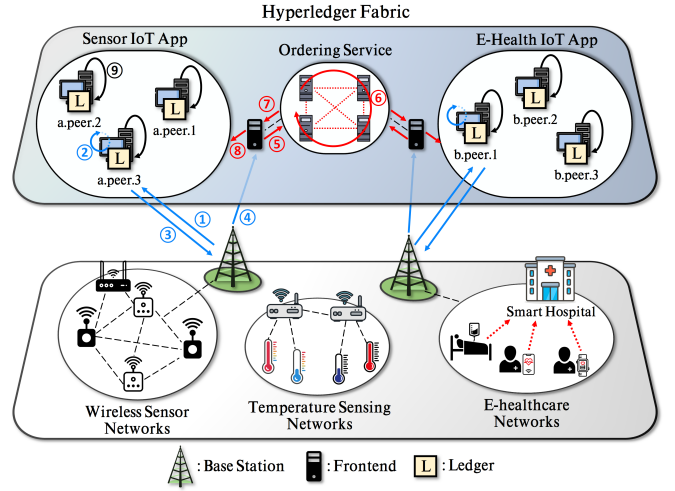 Hyperledger Fabric
Sensor IoT App
Ordering Service
E-Health IoT App
⑨
L
a.peer.2
L
a.peer.1
②
L
a.peer.3
⑦
⑥
⑧
⑤
L
b.peer.2
L
b.peer.1
L
b.peer.3
①
③
④
Smart Hospital
Wireless Sensor
Networks
Temperature Sensing
Networks
E-healthcare
Networks
: Base Station
: Frontend
L : Ledger